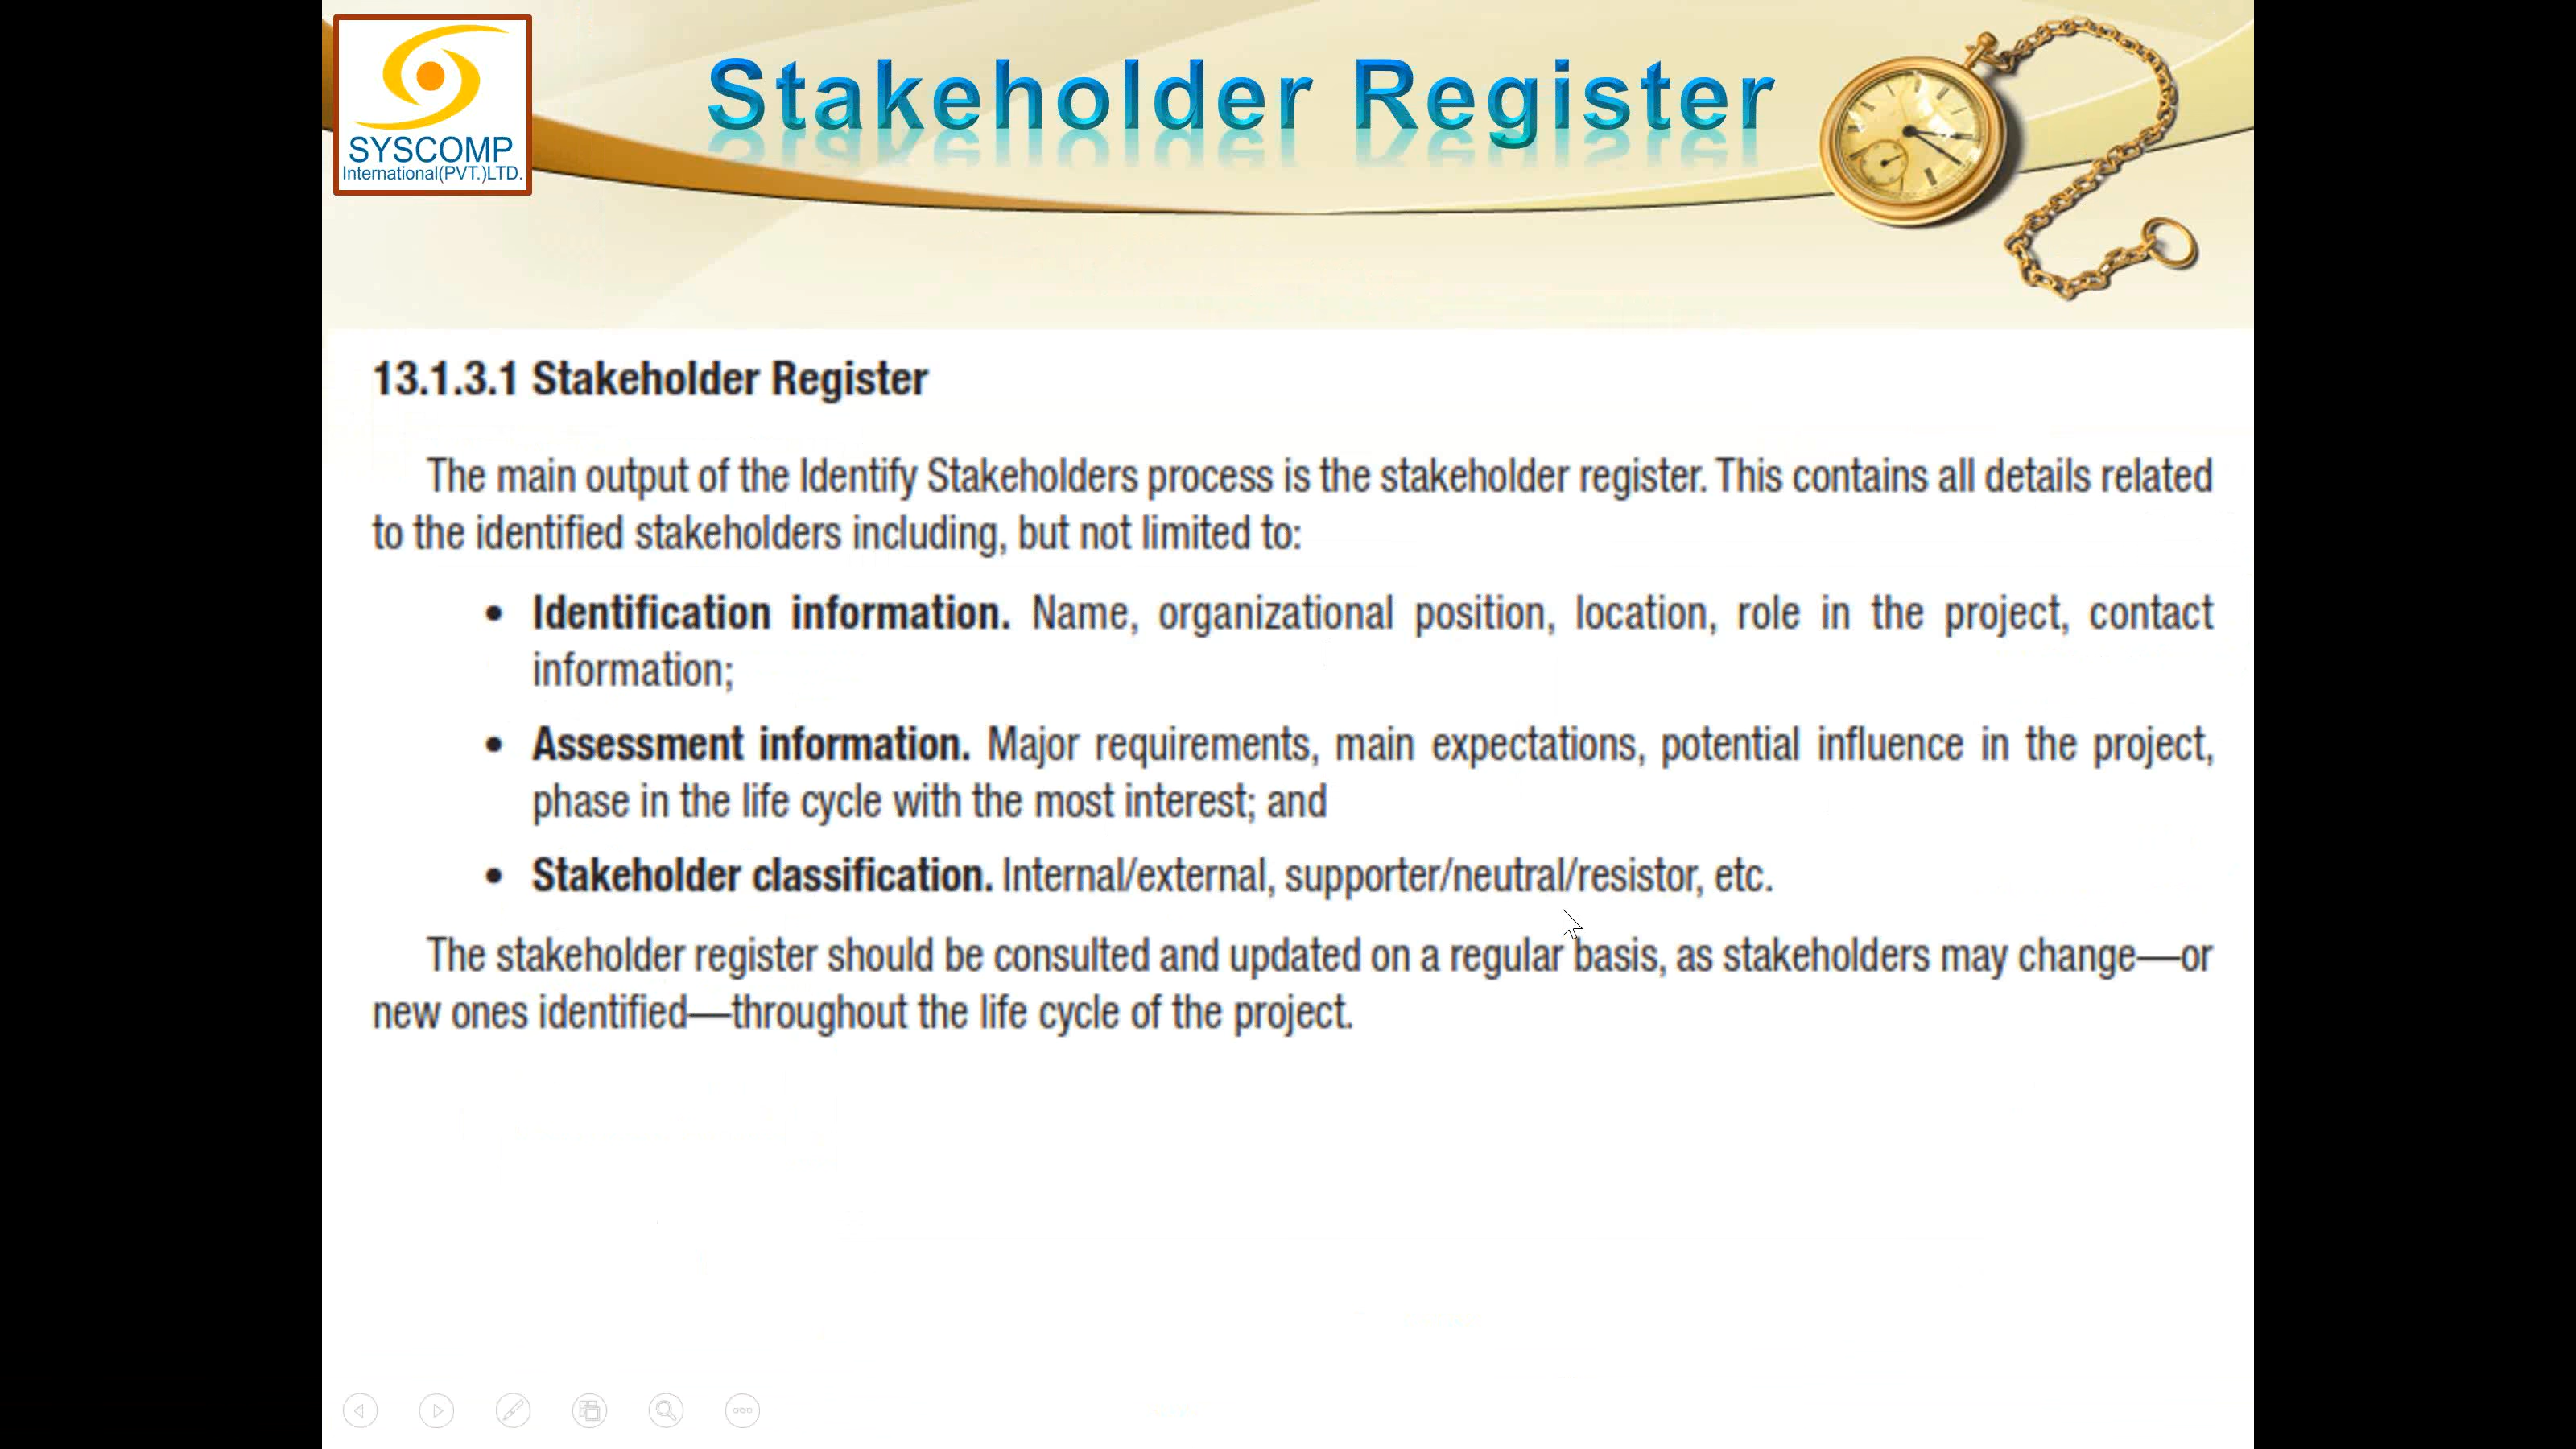 SYSCOMP
International(PVT.)LTD.
Stakeholder Register
13.1.3.1 Stakeholder Register
The main output of the Identify Stakeholders process is the stakeholder register. This contains all details related
to the identified stakeholders including, but not limited to:
• Identification information. Name, organizational position, location, role in the project, contact
information;
• Assessment information. Major requirements, main expectations, potential influence in the project,
phase in the life cycle with the most interest; and
• Stakeholder classification. Internal/external, supporter/neutral/resistor, etc.
The stakeholder register should be consulted and updated on a regular basis, as stakeholders may change—or
new ones identified—throughout the life cycle of the project.